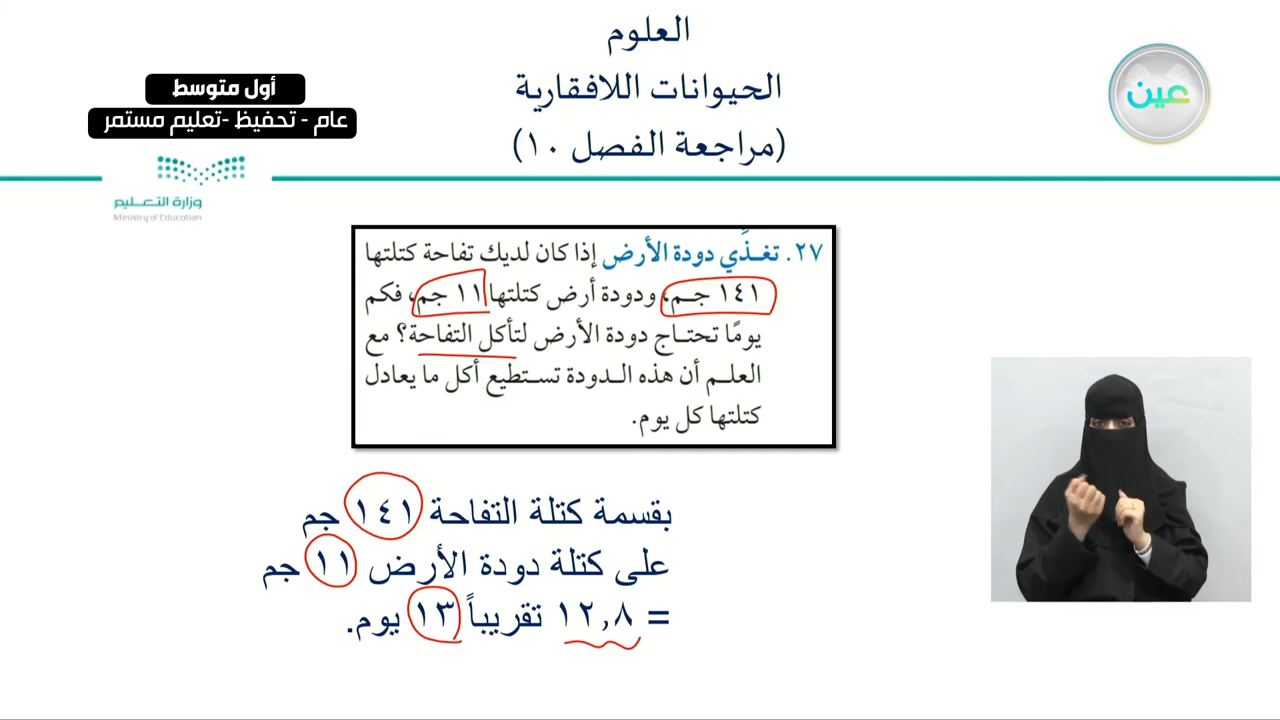 العلوم
الحيوانات اللافقارية
(مراجعة الفصل ١٠)
أول متوسط
عام - تحفيظ -تعليم مستمر
وزارة التعليم
Ministry of Education
عين
٢٧. تغذّي دودة الأرض إذا كان لديك تفاحة كتلتها
١٤١ جم، ودودة أرض كتلتها ١١ جم، فكم
يومًا تحتاج دودة الأرض لتأكل التفاحة؟ مع
العلم أن هذه الدودة تستطيع أكل ما يعادل
كتلتها كل يوم.
بقسمة كتلة التفاحة ١٤١ جم
على كتلة دودة الأرض ١١ جم
= ١٢,٨ تقريباً ١٣ يوم.